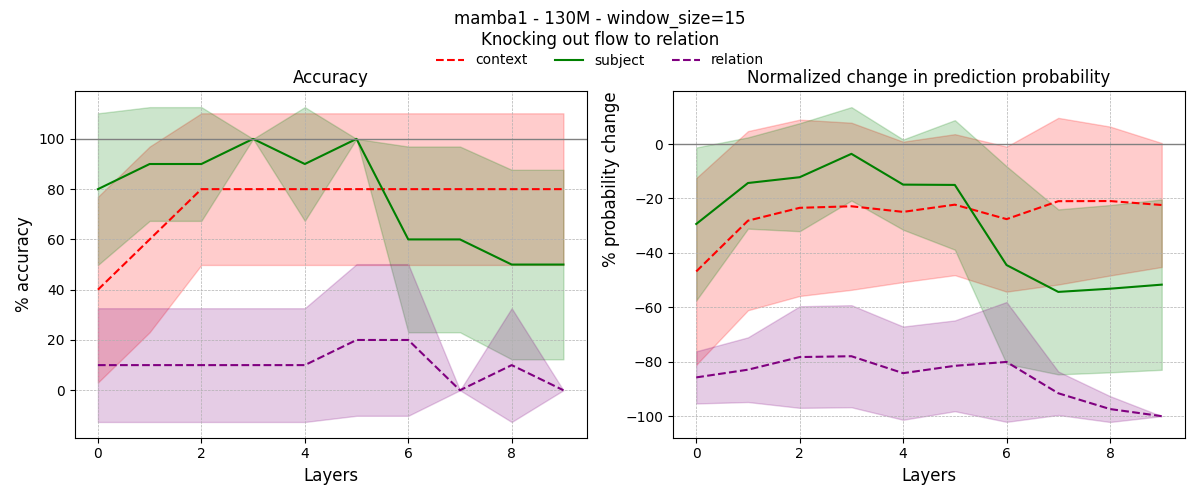 mamba1 - 130M - window_size=15
Knocking out flow to relation
context subject relation
Accuracy
% accuracy
100
80
60
40
20
0
0 2 4 6 8
Layers
Normalized change in prediction probability
% probability change
0
−20
−40
−60
−80
−100
0 2 4 6 8
Layers